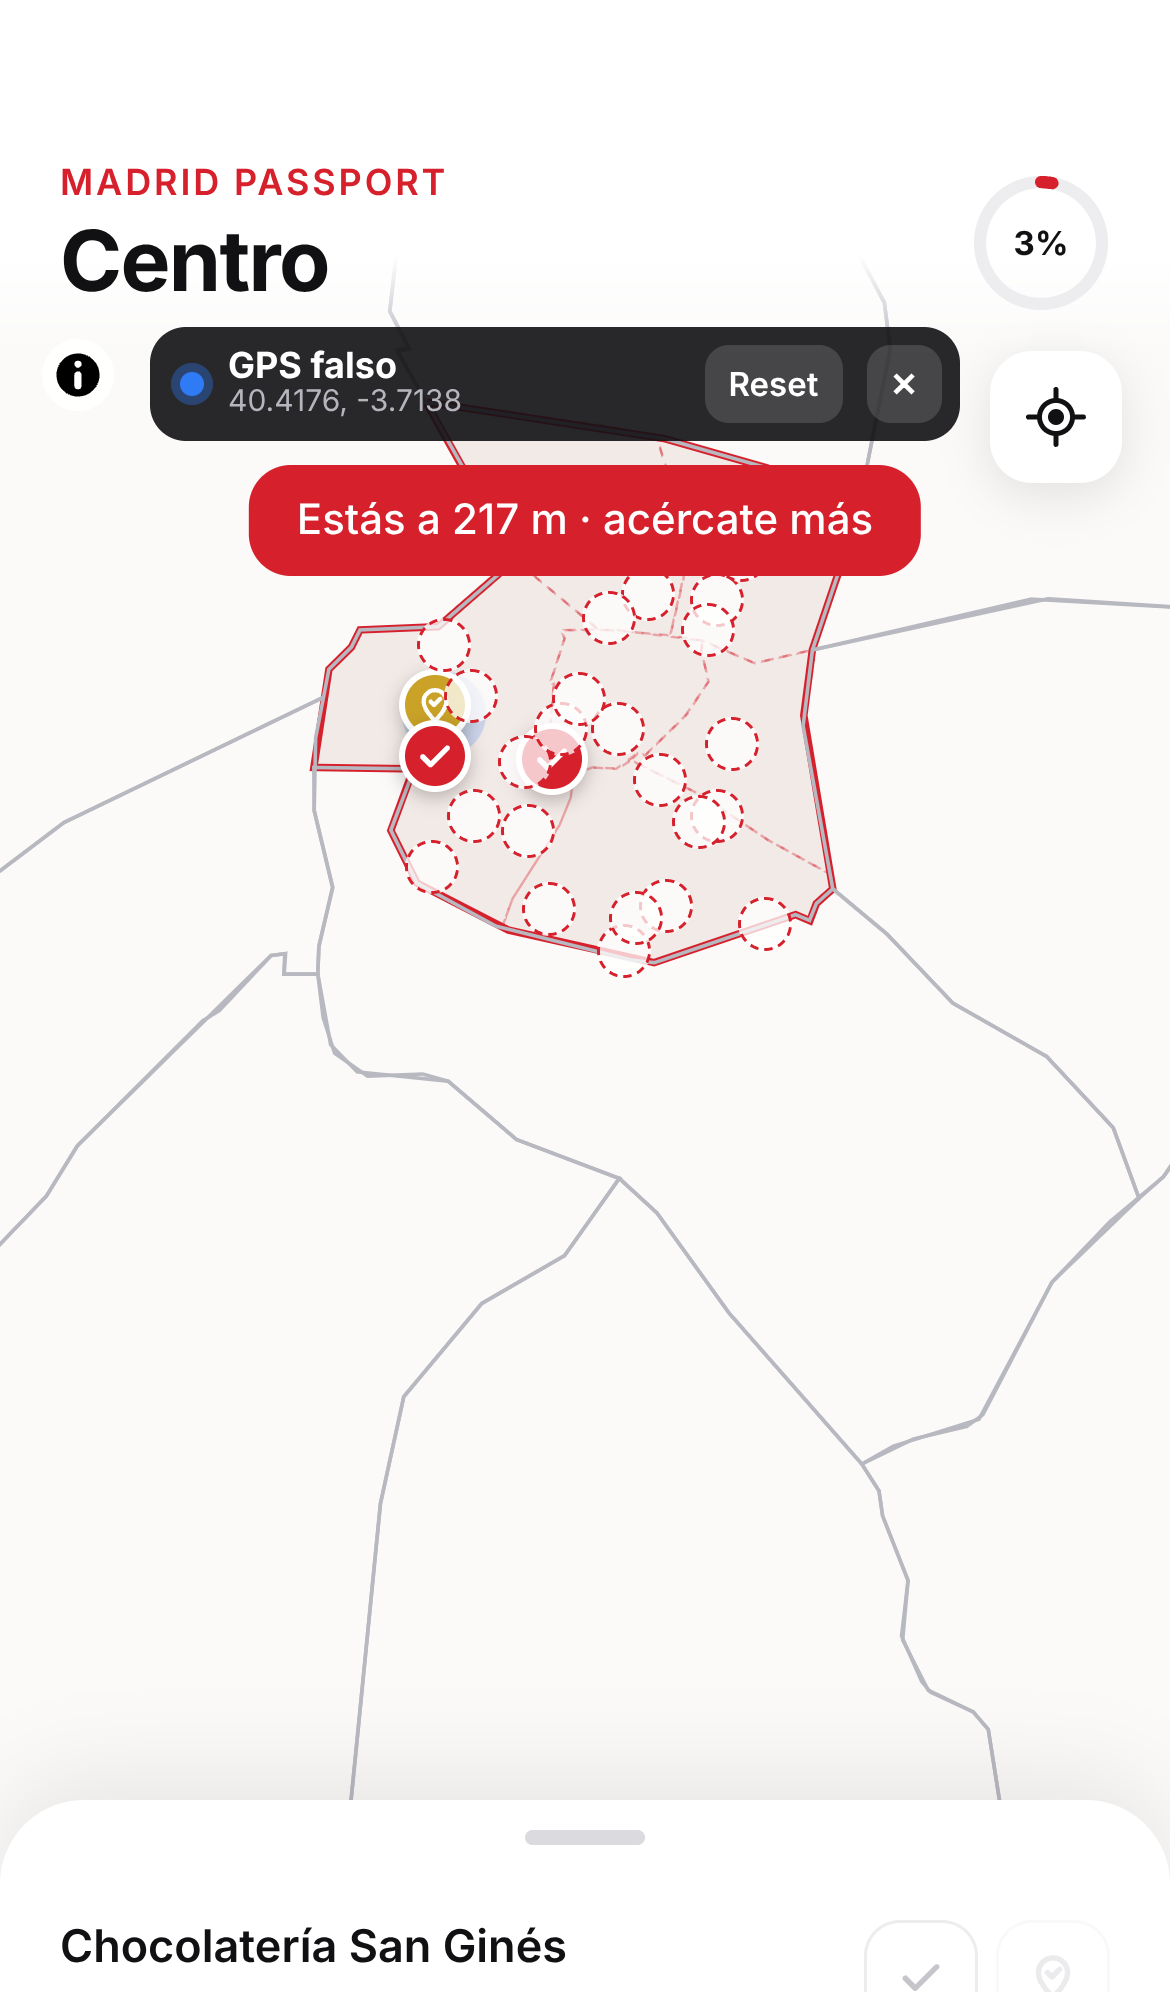 MADRID PASSPORT
Centro
3%
GPS falso
40.4176, -3.7138
Reset
Estás a 217 m · acércate más
Chocolatería San Ginés